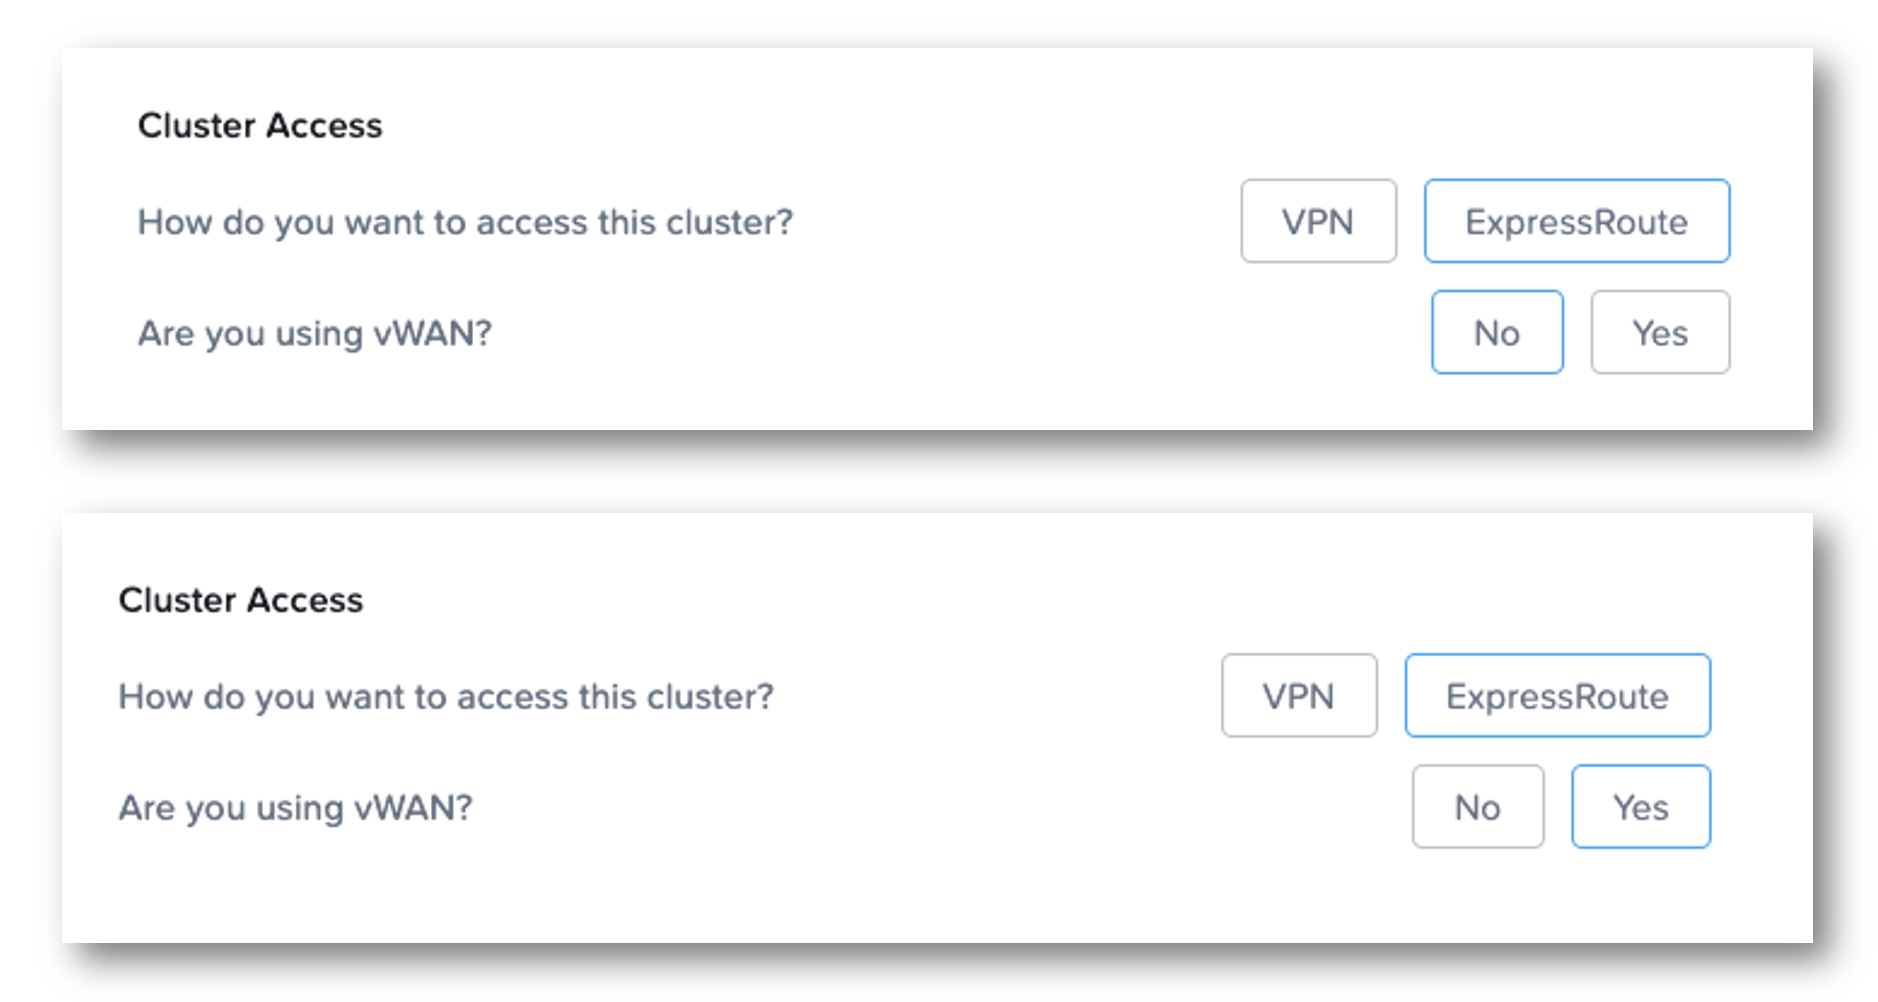 Cluster Access
How do you want to access this cluster? VPN ExpressRoute
Are you using vWAN? No Yes
Cluster Access
How do you want to access this cluster? VPN ExpressRoute
Are you using vWAN? No Yes